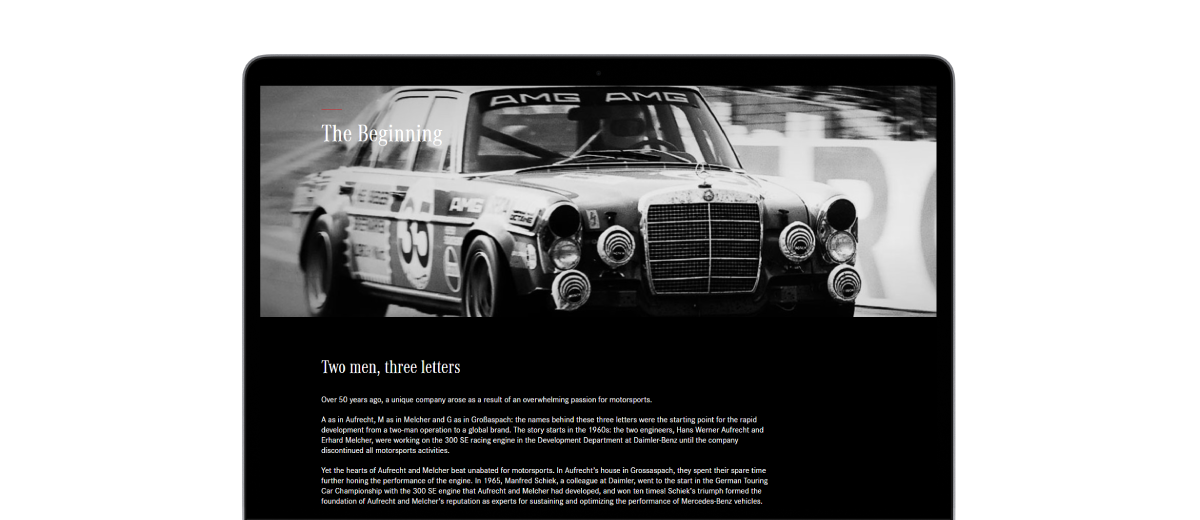 AMG AMG
The Beginning
AMG
35
Two men, three letters
Over 50 years ago, a unique company arose as a result of an overwhelming passion for motorsports.
A as in Aufrecht, M as in Melcher and G as in Großaspach: the names behind these three letters were the starting point for the rapid
development from a two-man operation to a global brand. The story starts in the 1960s: the two engineers, Hans Werner Aufrecht and
Erhard Melcher, were working on the 300 SE racing engine in the Development Department at Daimler-Benz until the company
discontinued all motorsports activities.
Yet the hearts of Aufrecht and Melcher beat unabated for motorsports. In Aufrecht's house in Grossaspach, they spent their spare time
further honing the performance of the engine. In 1965, Manfred Schiek, a colleague at Daimler, went to the start in the German Touring
Car Championship with the 300 SE engine that Aufrecht and Melcher had developed, and won ten times! Schiek's triumph formed the
foundation of Aufrecht and Melcher's reputation as experts for sustaining and optimizing the performance of Mercedes-Benz vehicles.